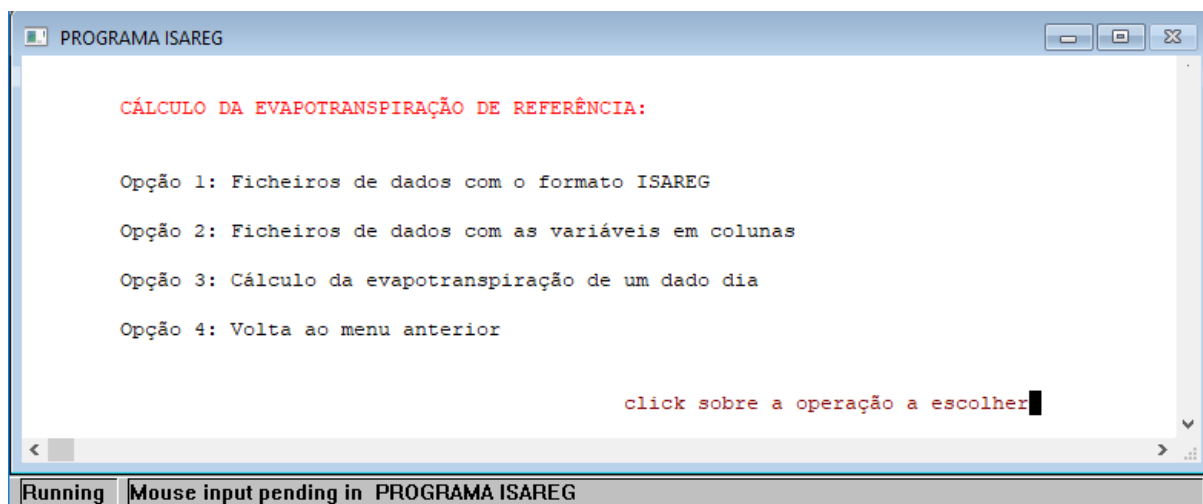 PROGRAMA ISAREG
CÁLCULO DA EVAPOTRANSPIRAÇÃO DE REFERÊNCIA:
Opção 1: Ficheiros de dados com o formato ISAREG
Opção 2: Ficheiros de dados com as variáveis em colunas
Opção 3: Cálculo da evapotranspiração de um dado dia
Opção 4: Volta ao menu anterior
click sobre a operação a escolher
Running Mouse input pending in PROGRAMA ISAREG